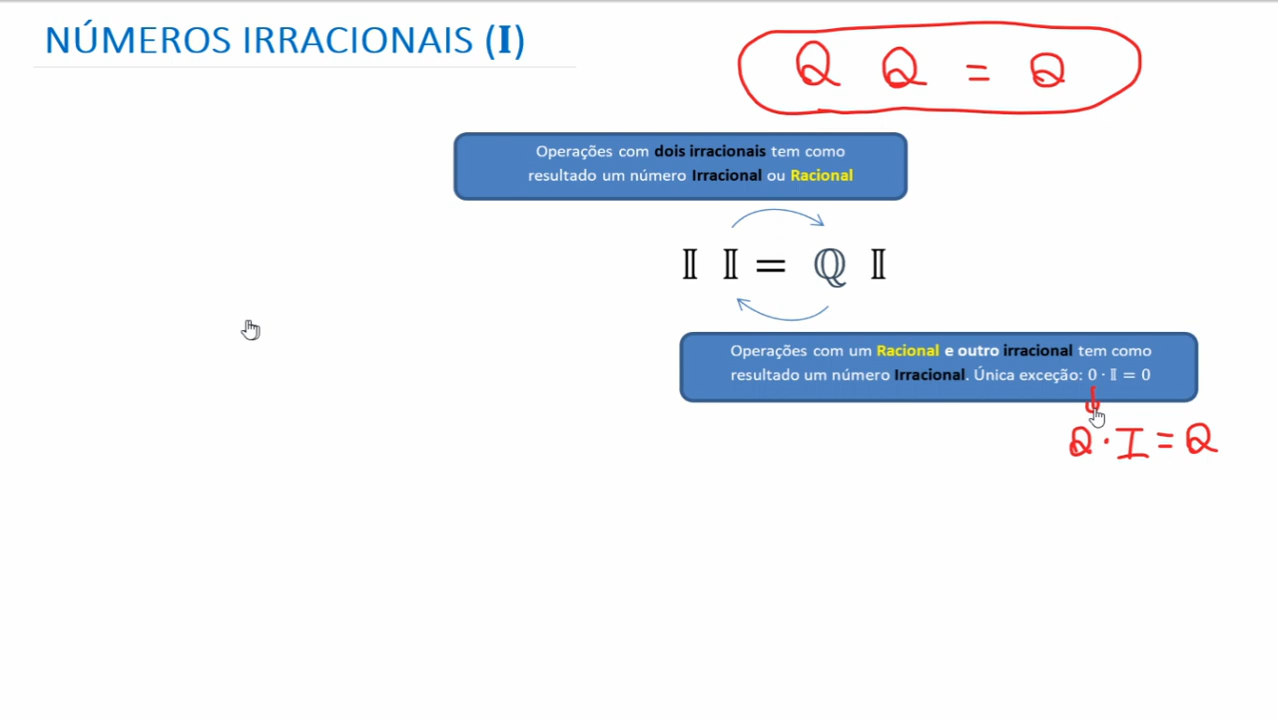 NÚMEROS IRRACIONAIS (I)
Q Q = Q
Operações com dois irracionais tem como
resultado um número Irracional ou Racional
𝕀 𝕀 = ℚ 𝕀
Operações com um Racional e outro irracional tem como
resultado um número Irracional. Única exceção: 0 · 𝕀 = 0
Q · I = Q